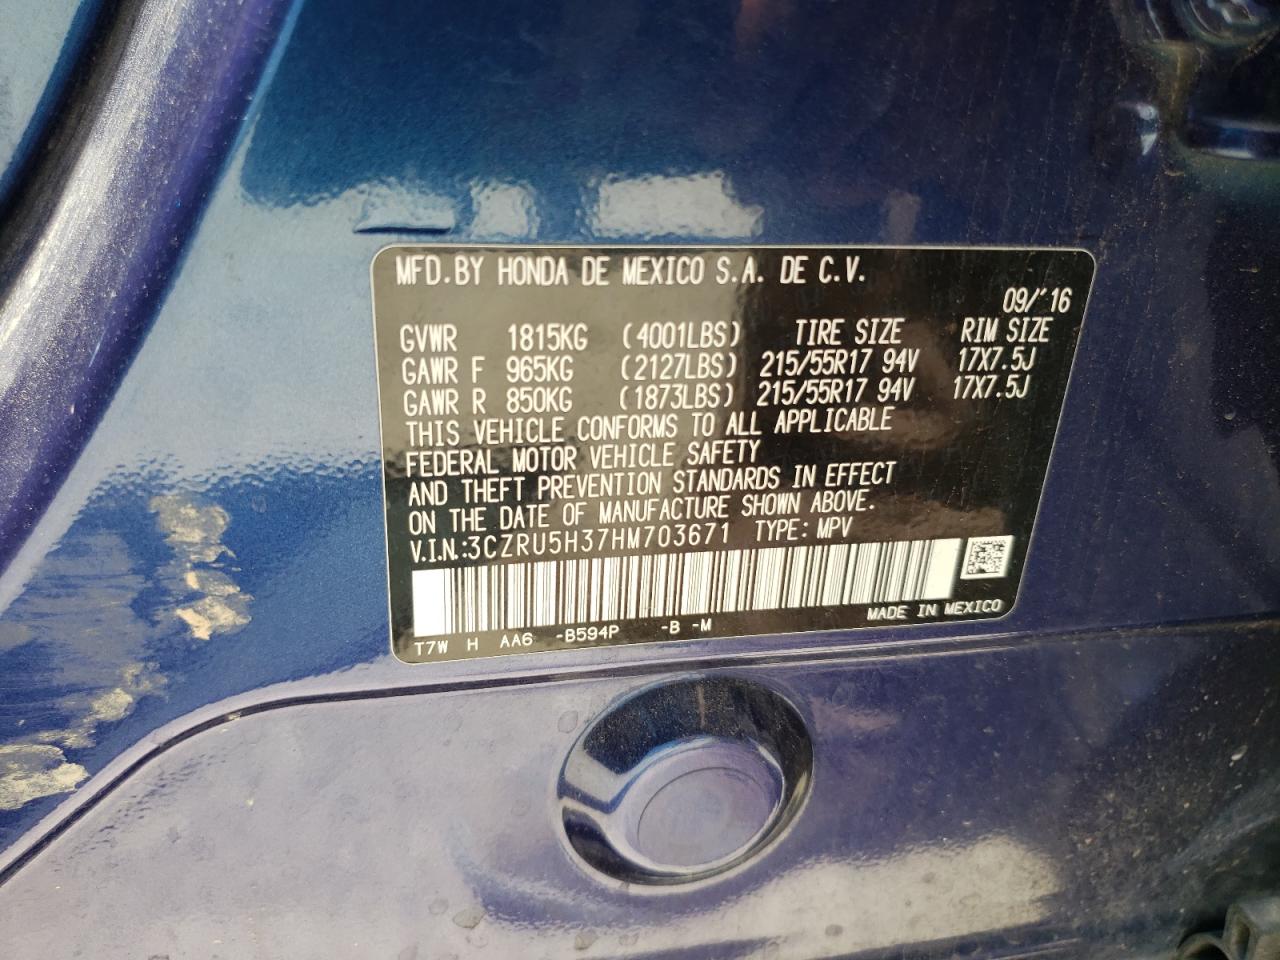 MFD.BY HONDA DE MEXICO S.A. DE C.V.
09/'16
GVWR 1815KG (4001LBS) TIRE SIZE RIM SIZE
GAWR F 965KG (2127LBS) 215/55R17 94V 17X7.5J
GAWR R 850KG (1873LBS) 215/55R17 94V 17X7.5J
THIS VEHICLE CONFORMS TO ALL APPLICABLE
FEDERAL MOTOR VEHICLE SAFETY
AND THEFT PREVENTION STANDARDS IN EFFECT
ON THE DATE OF MANUFACTURE SHOWN ABOVE.
V.I.N.:3CZRU5H37HM703671 TYPE: MPV
MADE IN MEXICO
T7W H AA6 -B594P -B -M